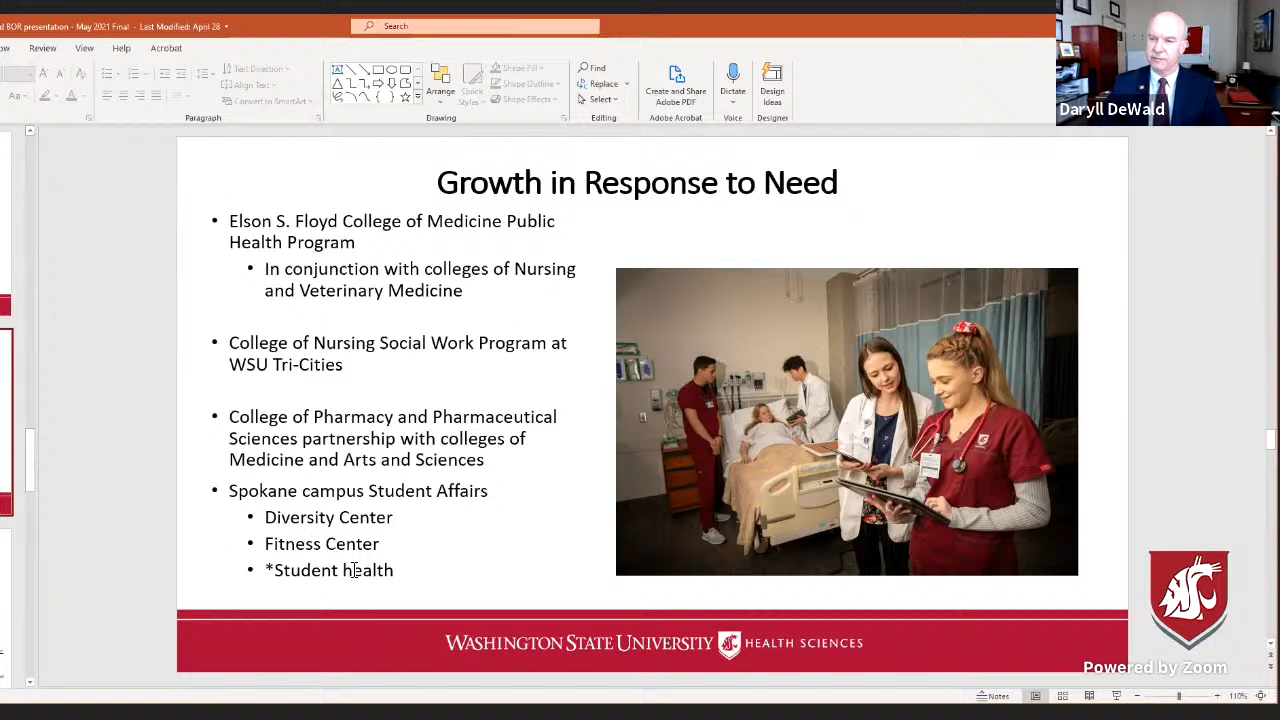 d BOR presentation - May 2021 Final - Last Modified: April 28
Search
Review View Help Acrobat
Text Direction
Align Text
Convert to SmartArt
Arrange
Quick Styles
Shape Fill
Shape Outline
Shape Effects
Find
Replace
Select
Create and Share Adobe PDF
Dictate
Design Ideas
Paragraph
Drawing
Editing
Adobe Acrobat
Voice
Designer
Daryll DeWald
Growth in Response to Need
• Elson S. Floyd College of Medicine Public
Health Program
• In conjunction with colleges of Nursing
and Veterinary Medicine
• College of Nursing Social Work Program at
WSU Tri-Cities
• College of Pharmacy and Pharmaceutical
Sciences partnership with colleges of
Medicine and Arts and Sciences
• Spokane campus Student Affairs
• Diversity Center
• Fitness Center
• *Student health
WASHINGTON STATE UNIVERSITY HEALTH SCIENCES
Powered by Zoom
Notes
110%